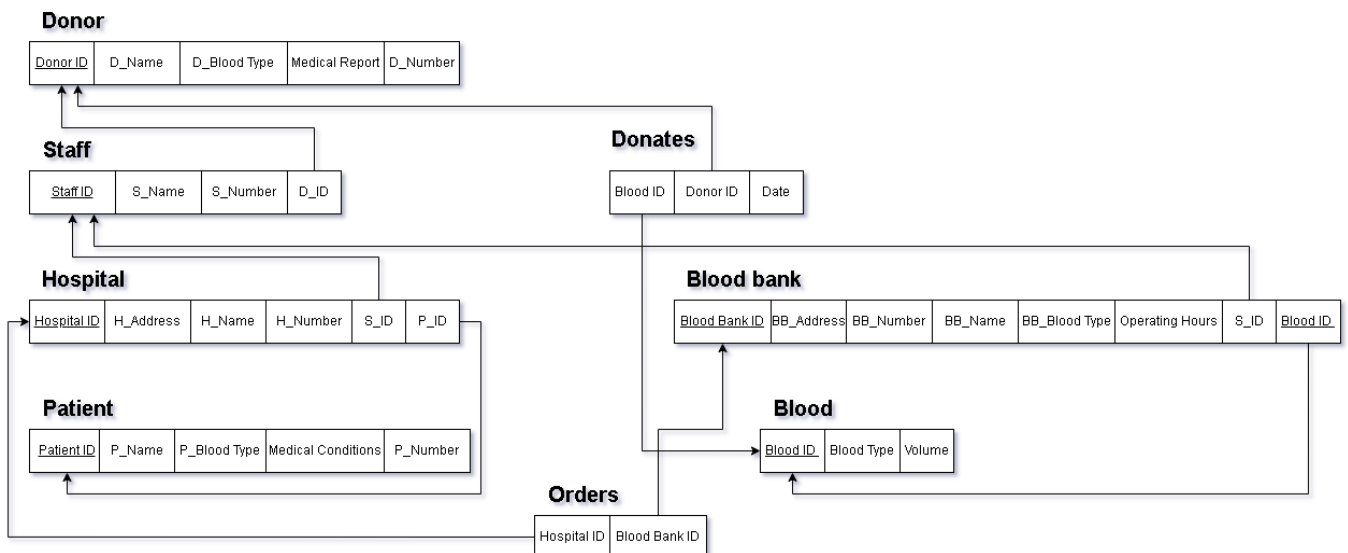 Donor
Donor ID D_Name D_Blood Type Medical Report D_Number
Staff
Staff ID S_Name S_Number D_ID
Donates
Blood ID Donor ID Date
Hospital
Hospital ID H_Address H_Name H_Number S_ID P_ID
Blood bank
Blood Bank ID BB_Address BB_Number BB_Name BB_Blood Type Operating Hours S_ID Blood ID
Patient
Patient ID P_Name P_Blood Type Medical Conditions P_Number
Blood
Blood ID Blood Type Volume
Orders
Hospital ID Blood Bank ID